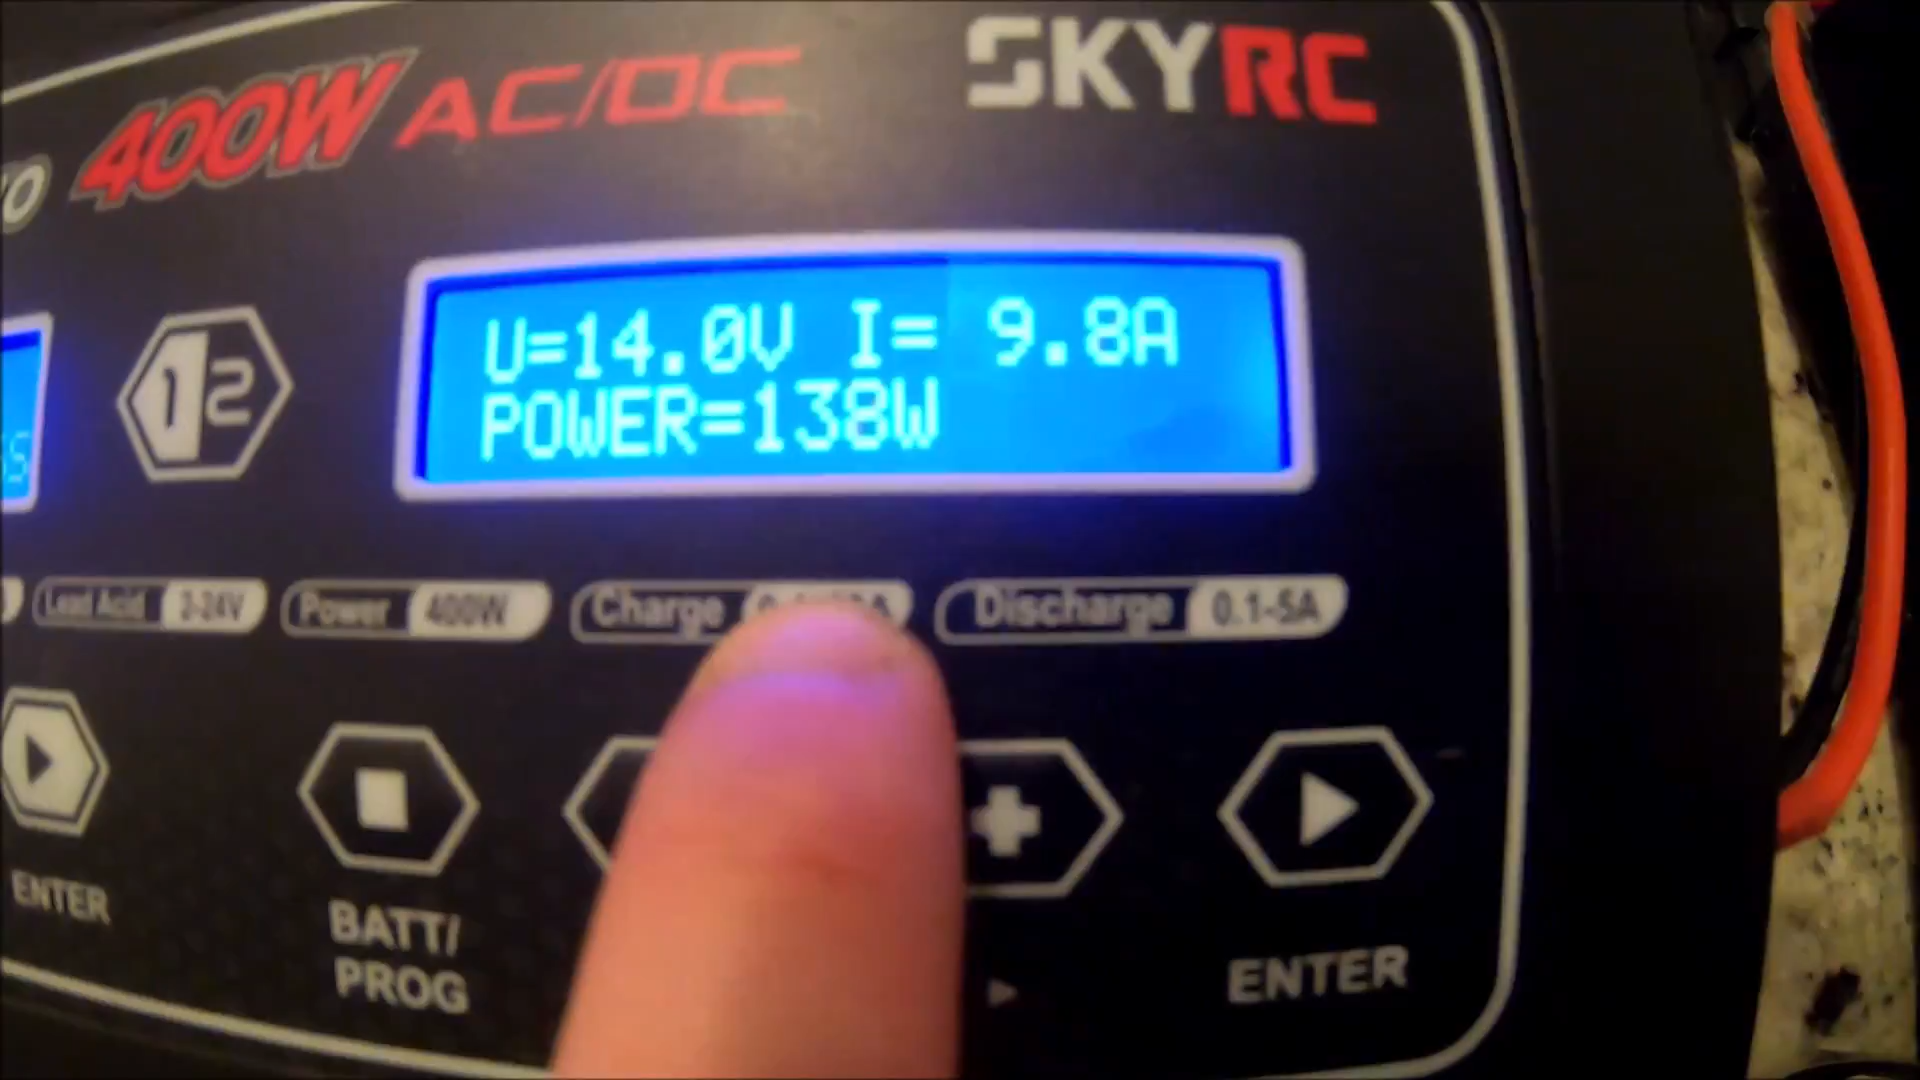 400W AC/DC
SKYRC
12
U=14.0V I= 9.8A
POWER=138W
Lead Acid 2-24V
Power 400W
Charge
Discharge 0.1-5A
ENTER
BATT/
PROG
ENTER